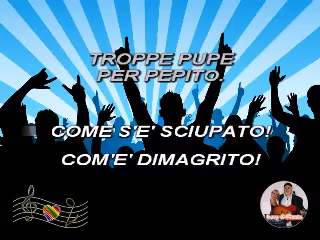 TROPPE PUPE
PER PEPITO.
COME S'E' SCIUPATO!
COM'E' DIMAGRITO!